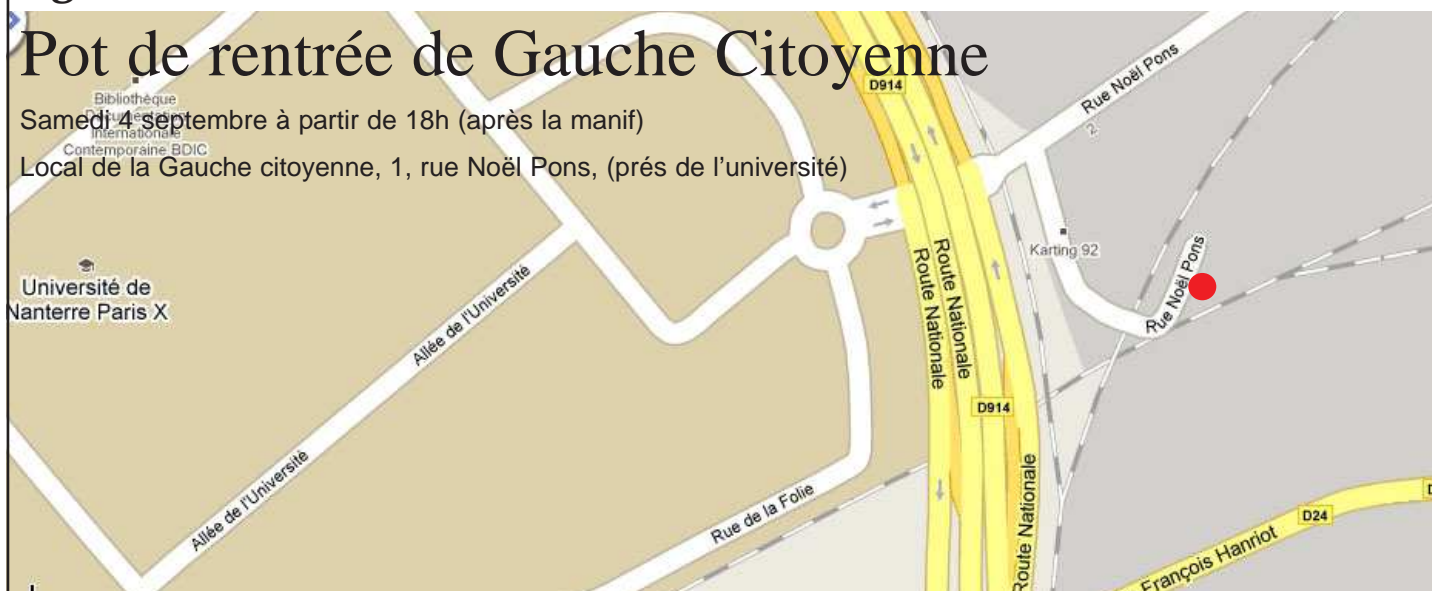 Pot de rentrée de Gauche Citoyenne
Samedi 4 septembre à partir de 18h (après la manif)
Local de la Gauche citoyenne, 1, rue Noël Pons, (prés de l'université)
Bibliothèque
Documentation
Internationale
Contemporaine BDIC
D914
Rue Noël Pons
2
Karting 92
Rue Noël Pons
Université de
Nanterre Paris X
Allée de l'Université
Route Nationale
Route Nationale
D914
Allée de l'Université
Rue de la Folie
Route Nationale
D24
François Hanriot